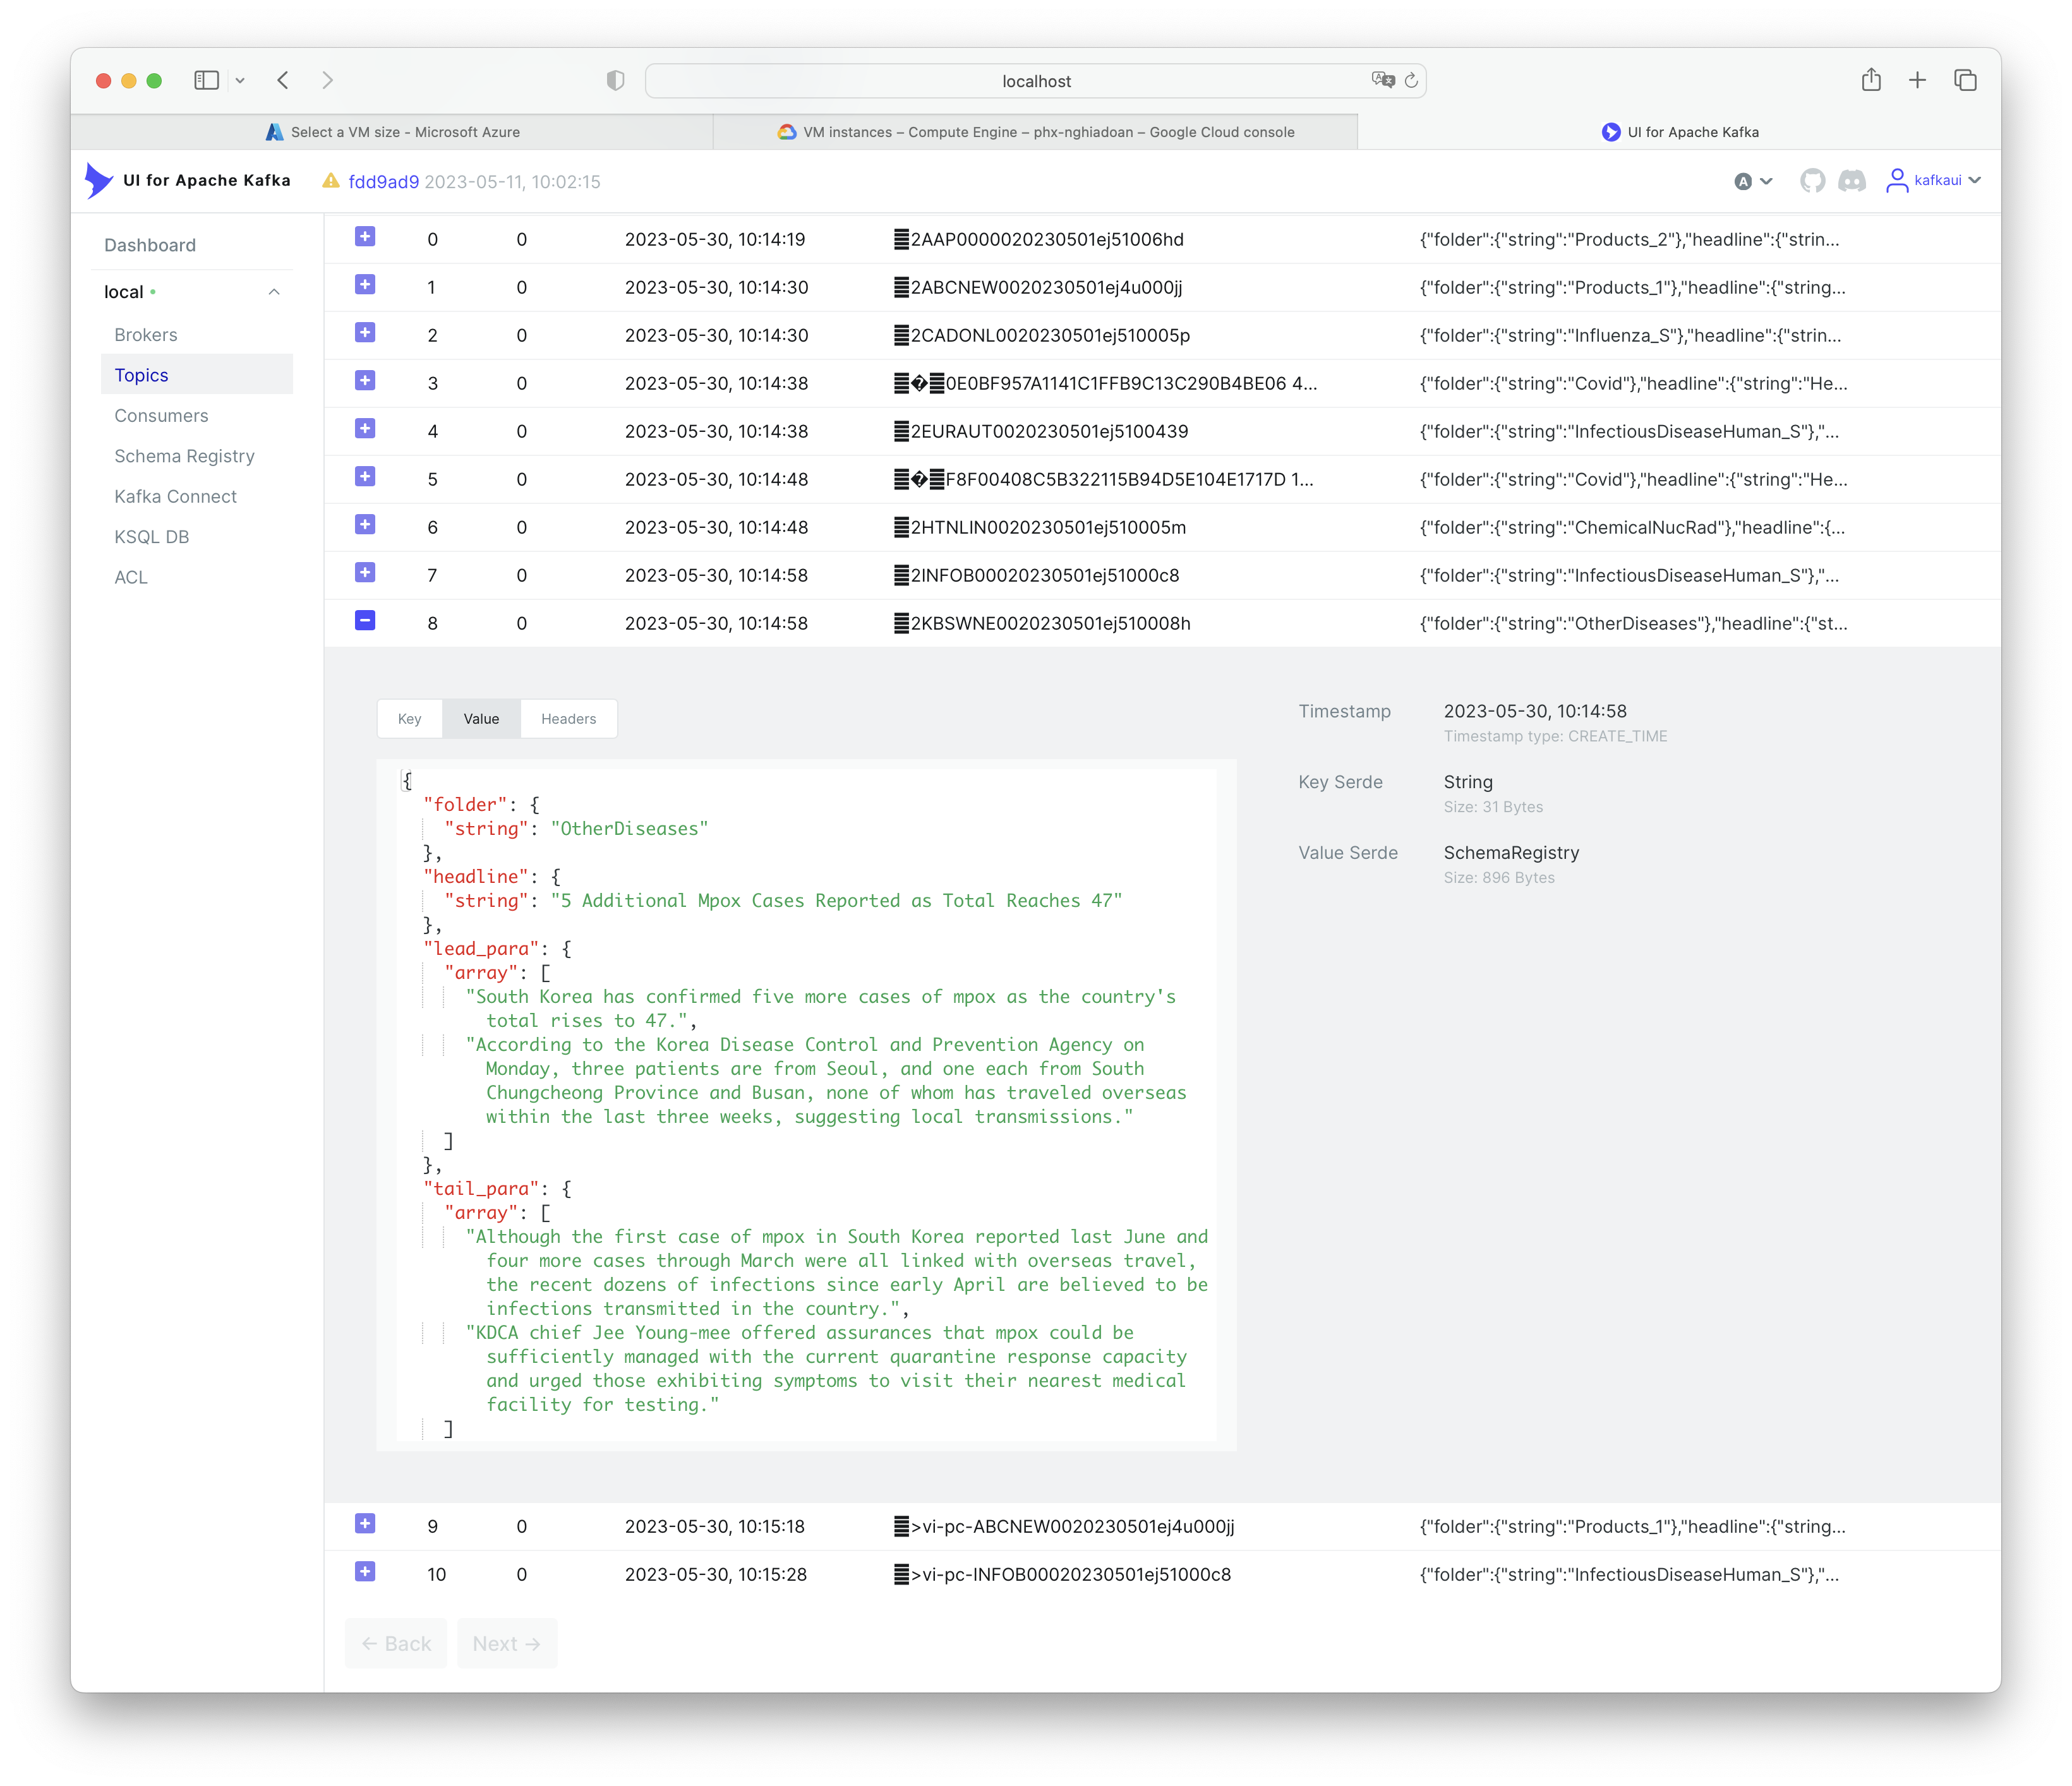 localhost
Select a VM size - Microsoft Azure
VM instances – Compute Engine – phx-nghiadoan – Google Cloud console
UI for Apache Kafka
UI for Apache Kafka
fdd9ad9 2023-05-11, 10:02:15
A
kafkaui
Dashboard
local
Brokers
Topics
Consumers
Schema Registry
Kafka Connect
KSQL DB
ACL
0 0 2023-05-30, 10:14:19 2AAP0000020230501ej51006hd {"folder":{"string":"Products_2"},"headline":{"strin...
1 0 2023-05-30, 10:14:30 2ABCNEW0020230501ej4u000jj {"folder":{"string":"Products_1"},"headline":{"string...
2 0 2023-05-30, 10:14:30 2CADONL0020230501ej510005p {"folder":{"string":"Influenza_S"},"headline":{"strin...
3 0 2023-05-30, 10:14:38 �0E0BF957A1141C1FFB9C13C290B4BE06 4... {"folder":{"string":"Covid"},"headline":{"string":"He...
4 0 2023-05-30, 10:14:38 2EURAUT0020230501ej5100439 {"folder":{"string":"InfectiousDiseaseHuman_S"},"...
5 0 2023-05-30, 10:14:48 �F8F00408C5B322115B94D5E104E1717D 1... {"folder":{"string":"Covid"},"headline":{"string":"He...
6 0 2023-05-30, 10:14:48 2HTNLIN0020230501ej510005m {"folder":{"string":"ChemicalNucRad"},"headline":{...
7 0 2023-05-30, 10:14:58 2INFOB00020230501ej51000c8 {"folder":{"string":"InfectiousDiseaseHuman_S"},"...
8 0 2023-05-30, 10:14:58 2KBSWNE0020230501ej510008h {"folder":{"string":"OtherDiseases"},"headline":{"st...
Key Value Headers
{
"folder": {
"string": "OtherDiseases"
},
"headline": {
"string": "5 Additional Mpox Cases Reported as Total Reaches 47"
},
"lead_para": {
"array": [
"South Korea has confirmed five more cases of mpox as the country's
total rises to 47.",
"According to the Korea Disease Control and Prevention Agency on
Monday, three patients are from Seoul, and one each from South
Chungcheong Province and Busan, none of whom has traveled overseas
within the last three weeks, suggesting local transmissions."
]
},
"tail_para": {
"array": [
"Although the first case of mpox in South Korea reported last June and
four more cases through March were all linked with overseas travel,
the recent dozens of infections since early April are believed to be
infections transmitted in the country.",
"KDCA chief Jee Young-mee offered assurances that mpox could be
sufficiently managed with the current quarantine response capacity
and urged those exhibiting symptoms to visit their nearest medical
facility for testing."
]
Timestamp 2023-05-30, 10:14:58
Timestamp type: CREATE_TIME
Key Serde String
Size: 31 Bytes
Value Serde SchemaRegistry
Size: 896 Bytes
9 0 2023-05-30, 10:15:18 >vi-pc-ABCNEW0020230501ej4u000jj {"folder":{"string":"Products_1"},"headline":{"string...
10 0 2023-05-30, 10:15:28 >vi-pc-INFOB00020230501ej51000c8 {"folder":{"string":"InfectiousDiseaseHuman_S"},"...
← Back Next →